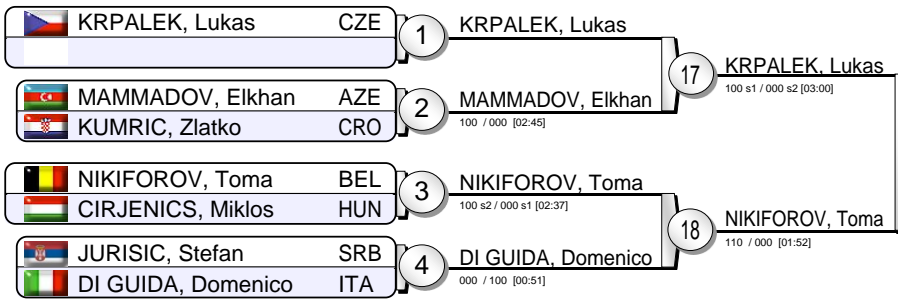 KRPALEK, Lukas CZE
1
KRPALEK, Lukas
17
KRPALEK, Lukas
100 s1 / 000 s2 [03:00]
MAMMADOV, Elkhan AZE
KUMRIC, Zlatko CRO
2
MAMMADOV, Elkhan
100 / 000 [02:45]
NIKIFOROV, Toma BEL
CIRJENICS, Miklos HUN
3
NIKIFOROV, Toma
100 s2 / 000 s1 [02:37]
18
NIKIFOROV, Toma
110 / 000 [01:52]
JURISIC, Stefan SRB
DI GUIDA, Domenico ITA
4
DI GUIDA, Domenico
000 / 100 [00:51]